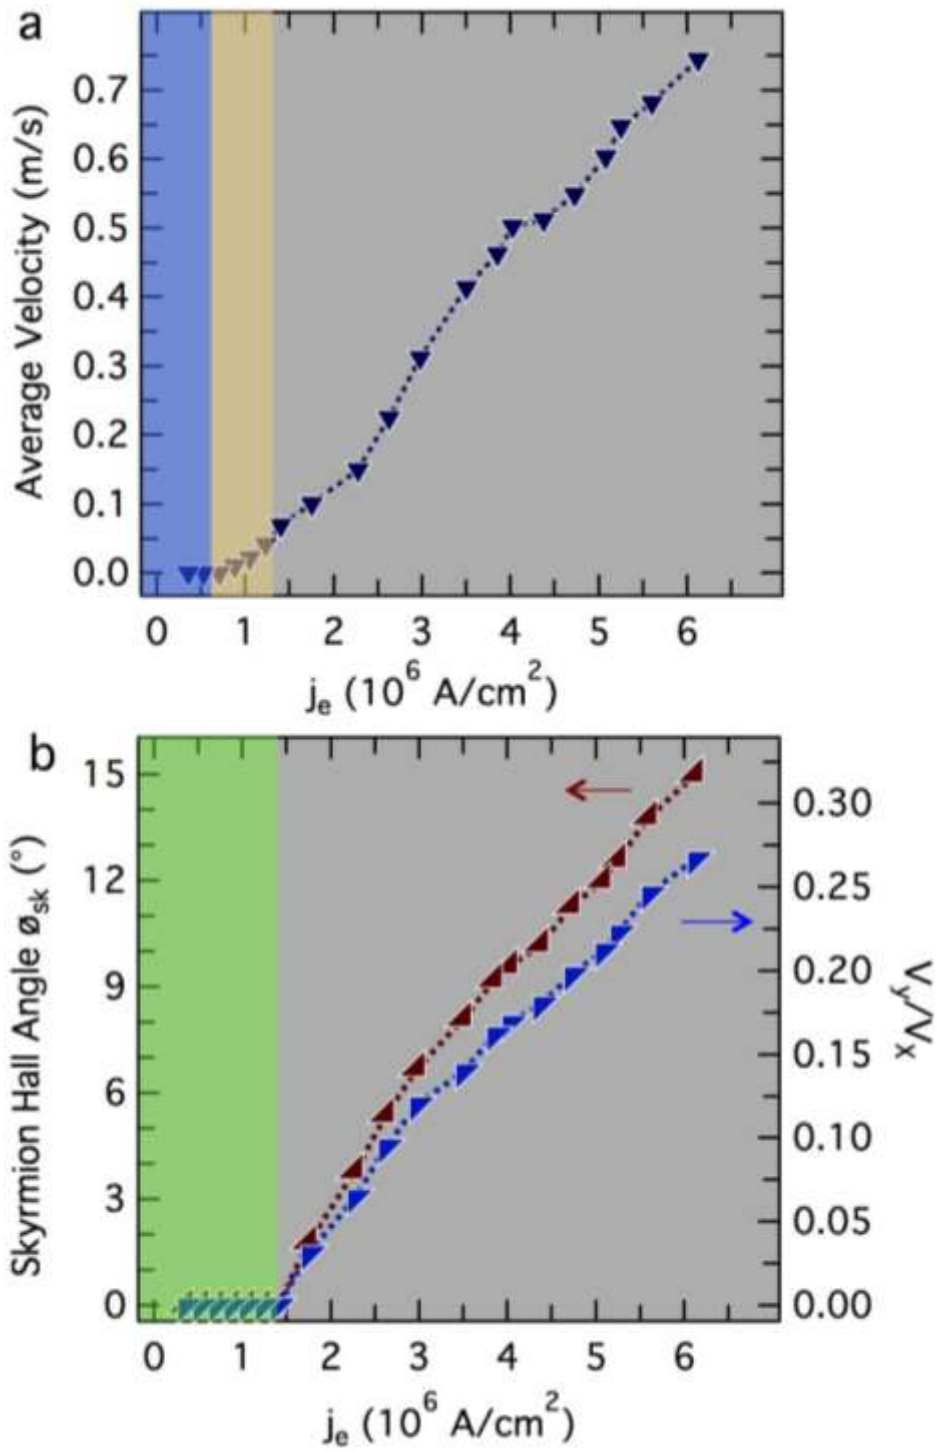 a
Average Velocity (m/s)
0.7
0.6
0.5
0.4
0.3
0.2
0.1
0.0
0 1 2 3 4 5 6
jₑ (10⁶ A/cm²)
b
Skyrmion Hall Angle øsk (°)
15
12
9
6
3
0
0.30
0.25
0.20
0.15
0.10
0.05
0.00
Vy/Vx
0 1 2 3 4 5 6
jₑ (10⁶ A/cm²)